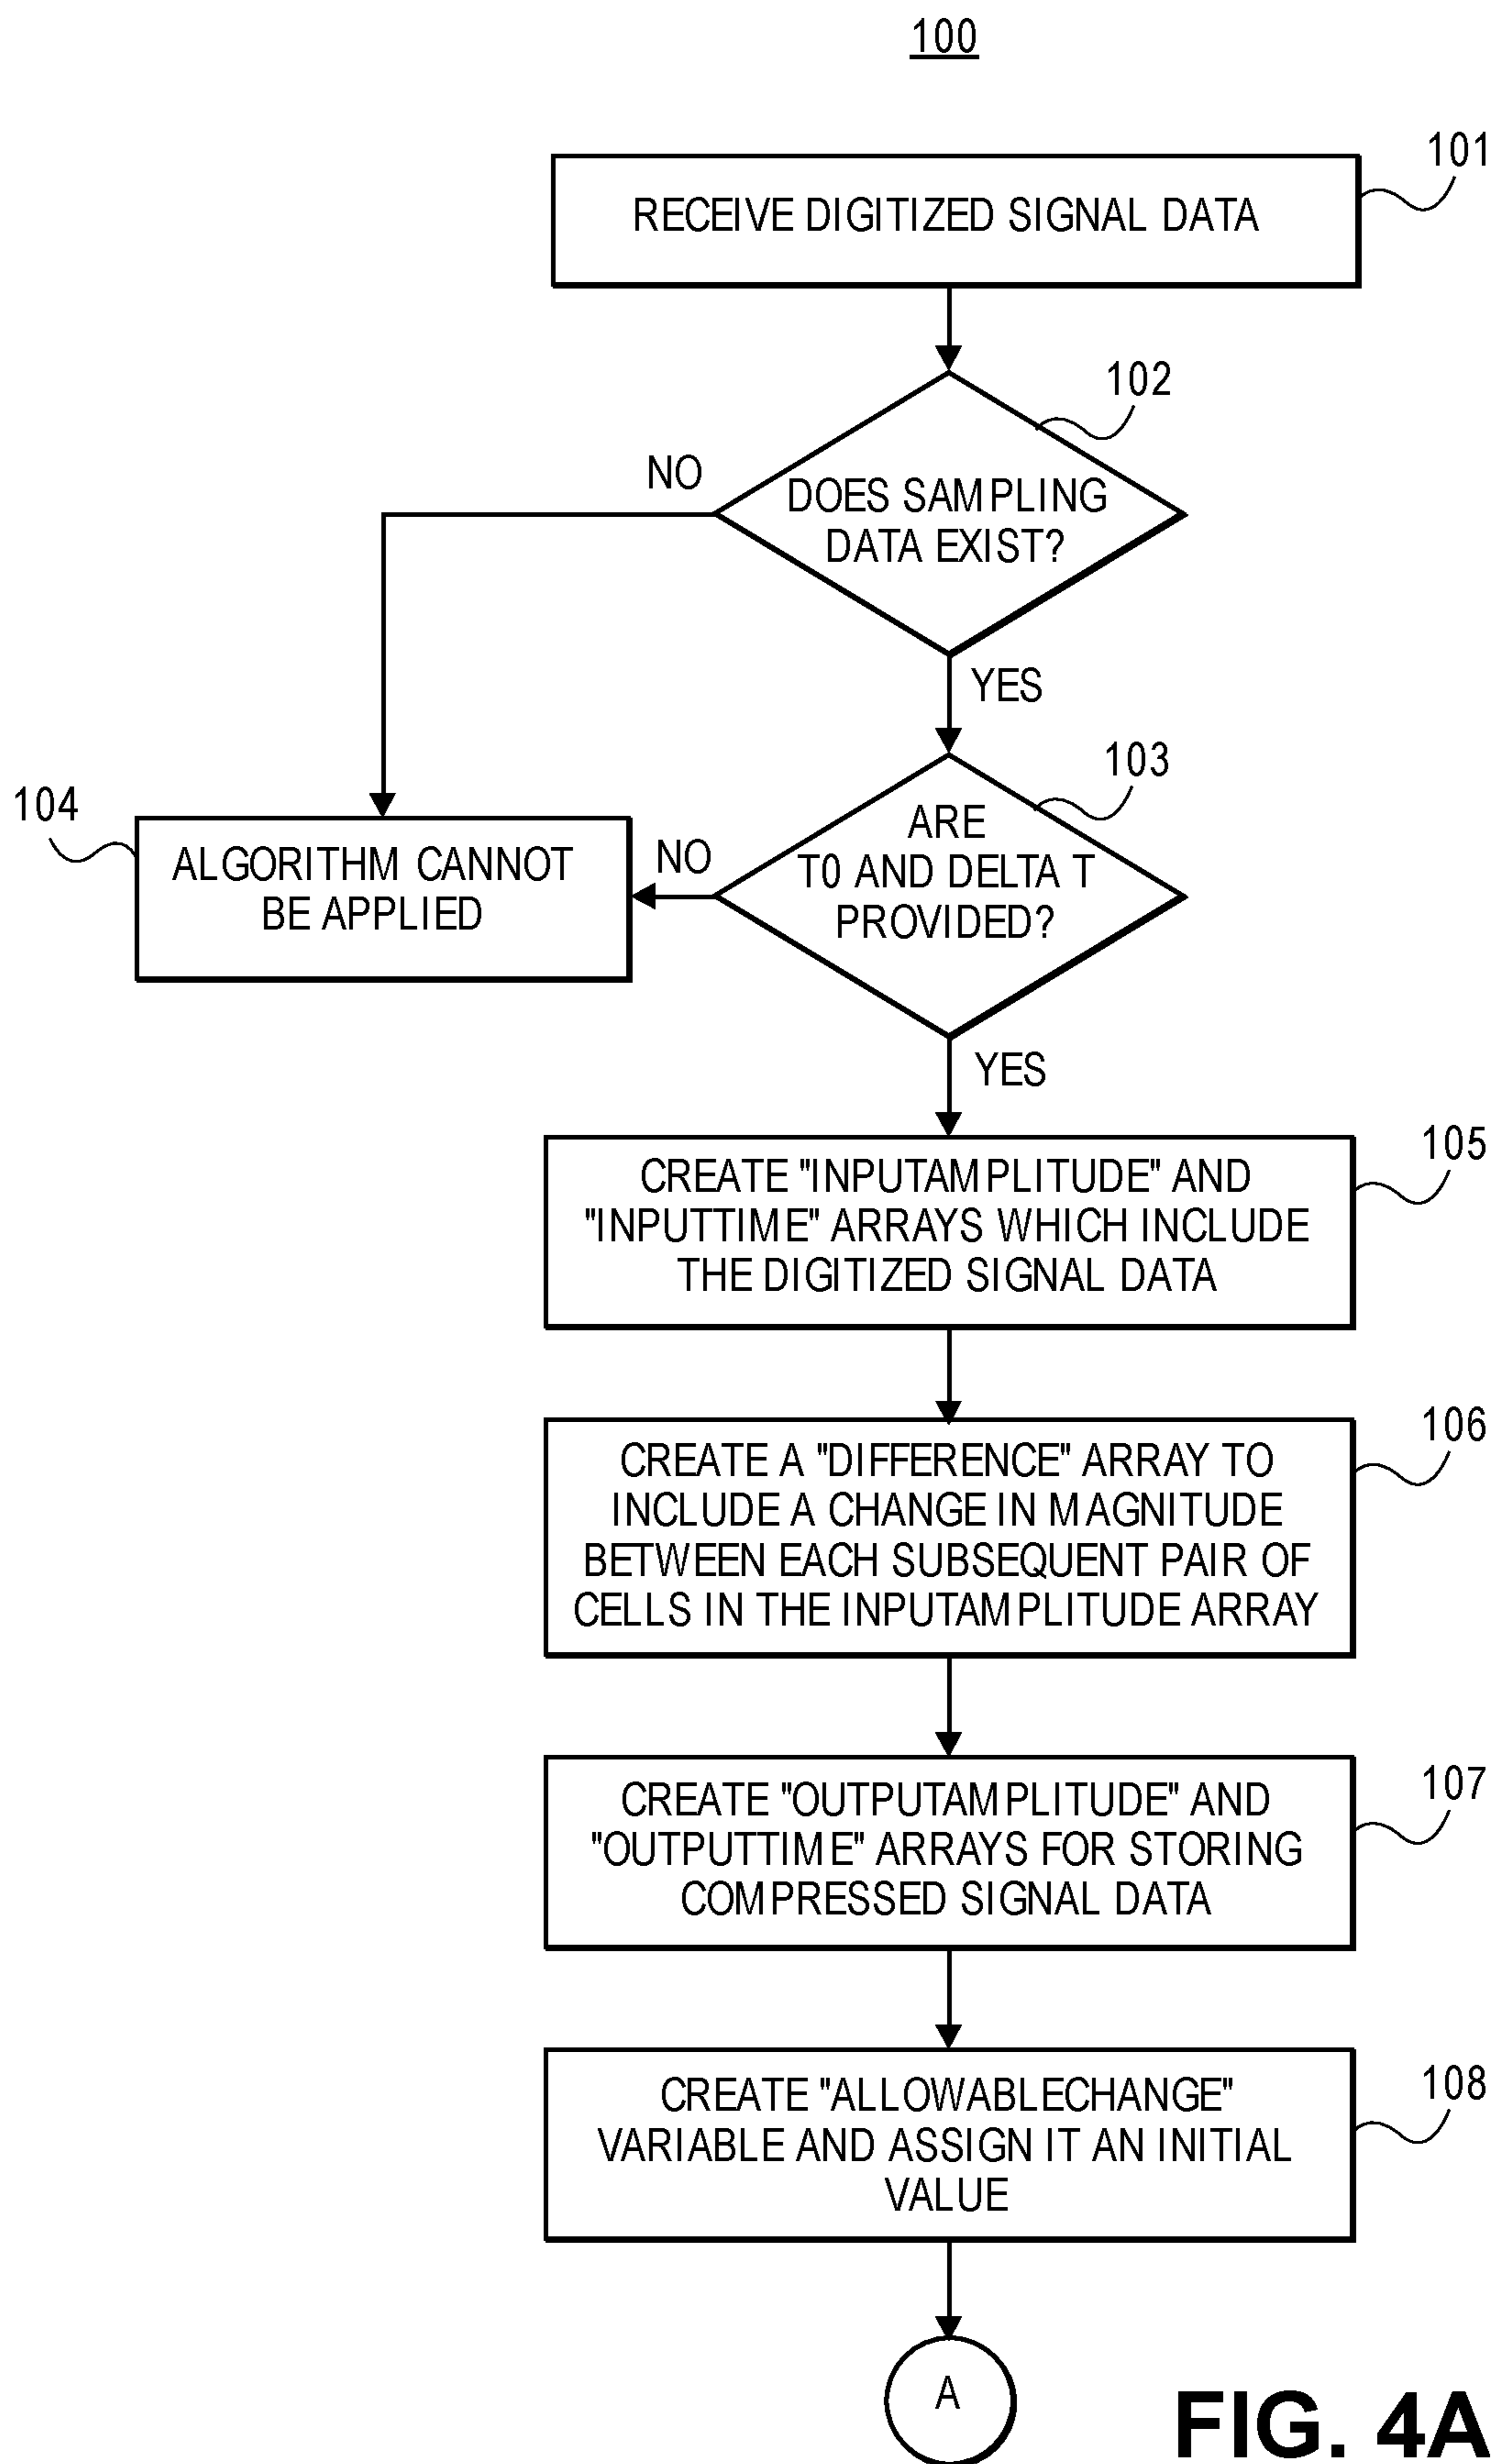 100
101
RECEIVE DIGITIZED SIGNAL DATA
102
NO
DOES SAMPLING
DATA EXIST?
YES
103
104
ARE
T0 AND DELTA T
PROVIDED?
NO
ALGORITHM CANNOT
BE APPLIED
YES
105
CREATE "INPUTAMPLITUDE" AND
"INPUTTIME" ARRAYS WHICH INCLUDE
THE DIGITIZED SIGNAL DATA
106
CREATE A "DIFFERENCE" ARRAY TO
INCLUDE A CHANGE IN MAGNITUDE
BETWEEN EACH SUBSEQUENT PAIR OF
CELLS IN THE INPUTAMPLITUDE ARRAY
107
CREATE "OUTPUTAMPLITUDE" AND
"OUTPUTTIME" ARRAYS FOR STORING
COMPRESSED SIGNAL DATA
108
CREATE "ALLOWABLECHANGE"
VARIABLE AND ASSIGN IT AN INITIAL
VALUE
A
FIG. 4A